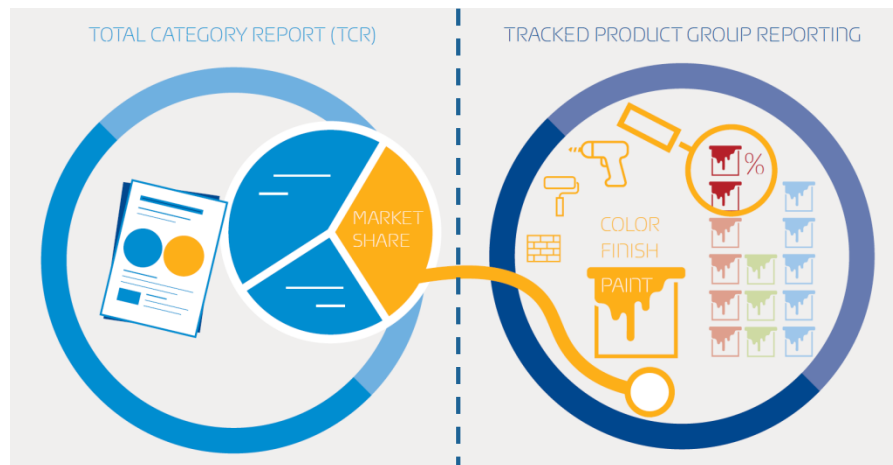 TOTAL CATEGORY REPORT (TCR)
TRACKED PRODUCT GROUP REPORTING
MARKET
SHARE
%
COLOR
FINISH
PAINT